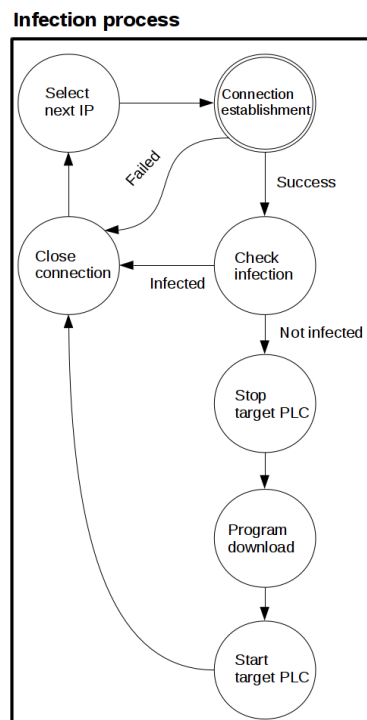 Infection process
Select
next IP
Connection
establishment
Failed
Success
Close
connection
Check
infection
Infected
Not infected
Stop
target PLC
Program
download
Start
target PLC